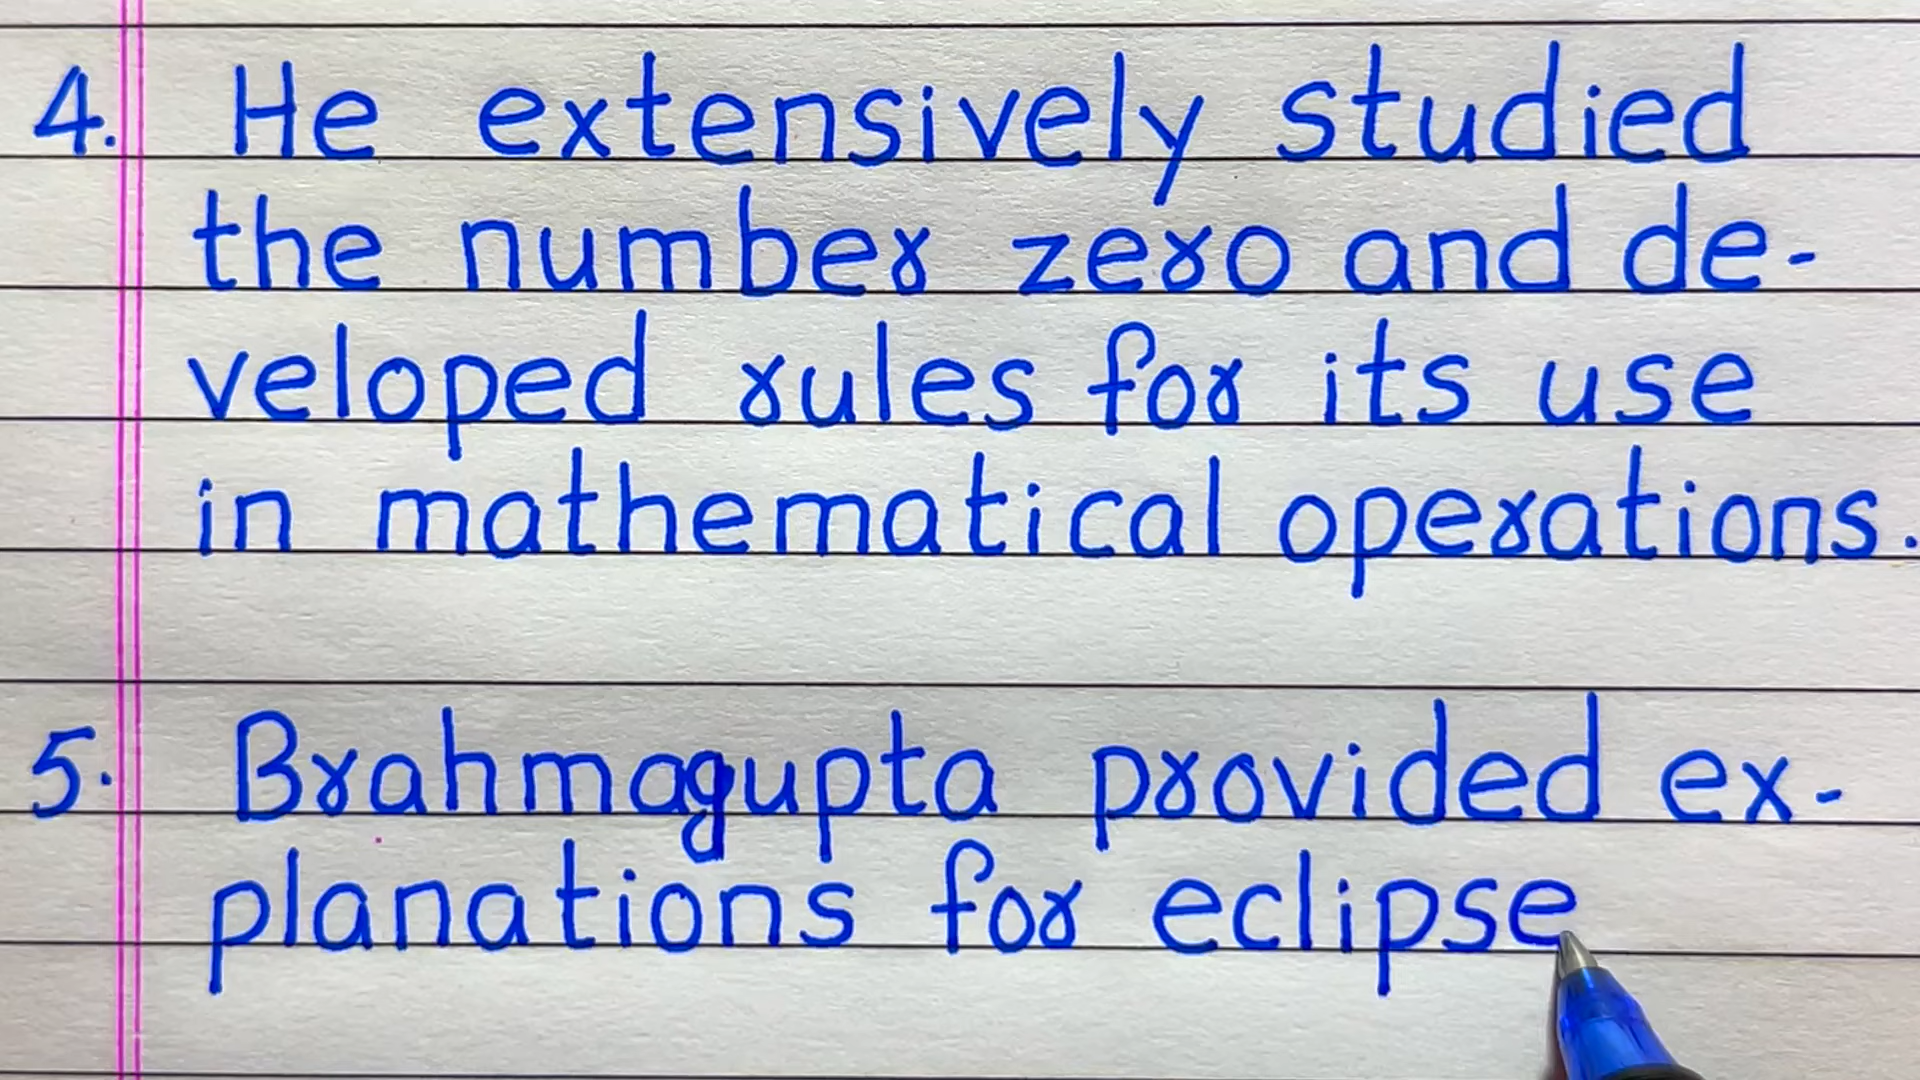 4. He extensively studied
the number zero and de-
veloped rules for its use
in mathematical operations.
5. Brahmagupta provided ex-
planations for eclipse